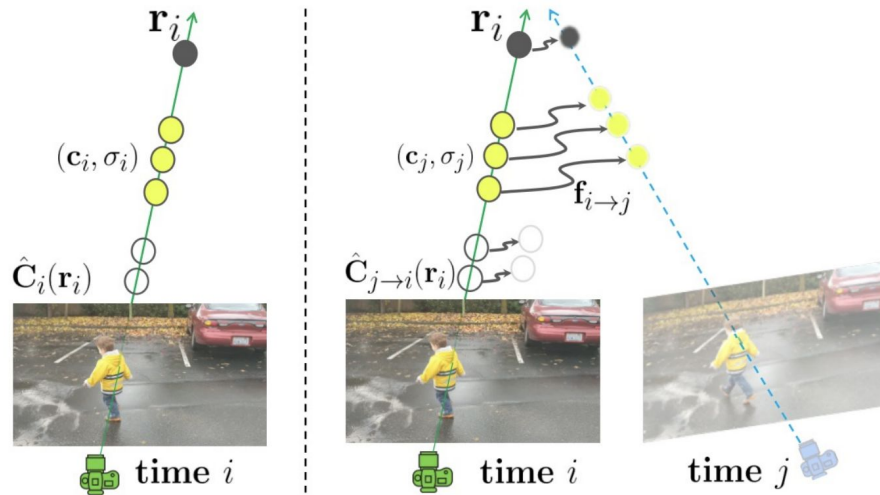 r_i
(c_i, σ_i)
Ĉ_i(r_i)
time i
r_i
(c_j, σ_j)
f_{i→j}
Ĉ_{j→i}(r_i)
time i
time j